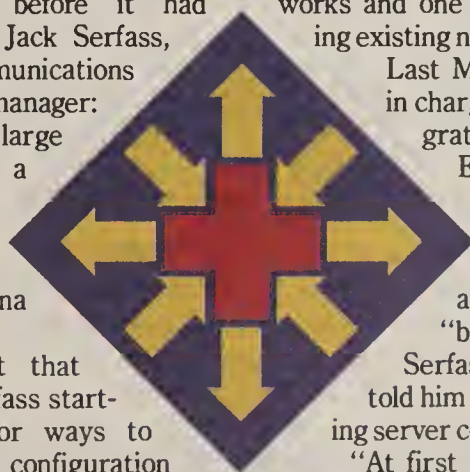 before it had
Jack Serfass,
munications
manager:
large
a
na
t that
fass start-
or ways to
configuration
works and one
ing existing n
Last M
in charg
grat
E
a
"b
Serfas
told him
ing server c
"At first